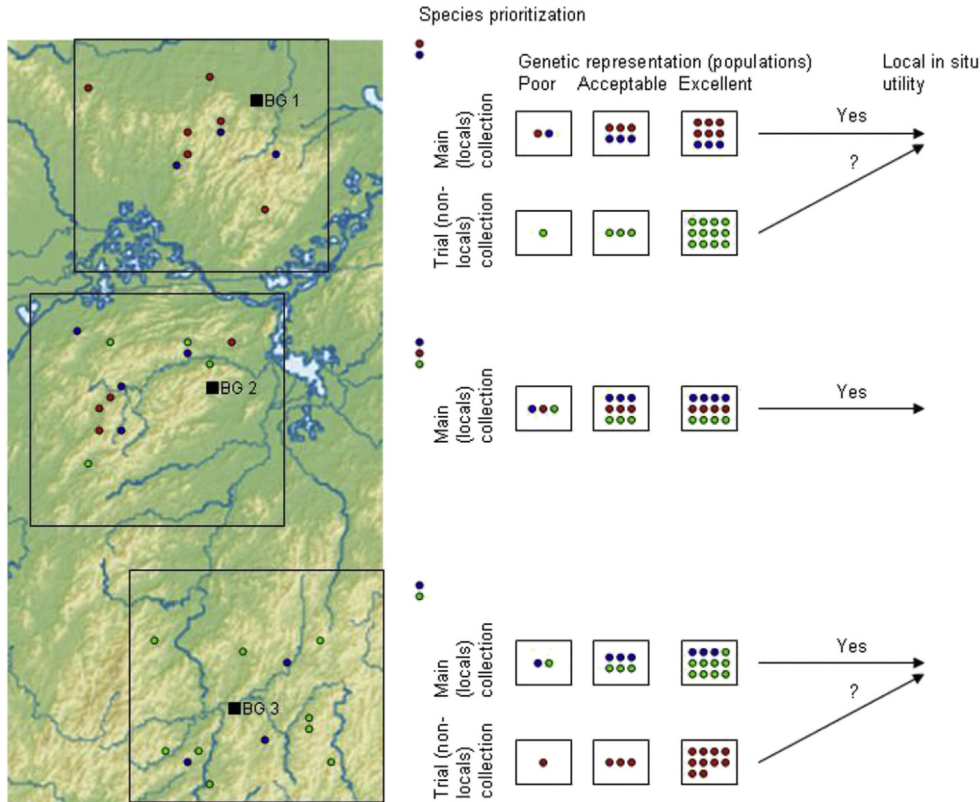 Species prioritization
Genetic representation (populations)
Poor
Acceptable
Excellent
Local in situ
utility
BG 1
Main
(locals)
collection
Yes
?
Trial (non-
locals)
collection
BG 2
Main
(locals)
collection
Yes
BG 3
Main
(locals)
collection
Yes
?
Trial (non-
locals)
collection